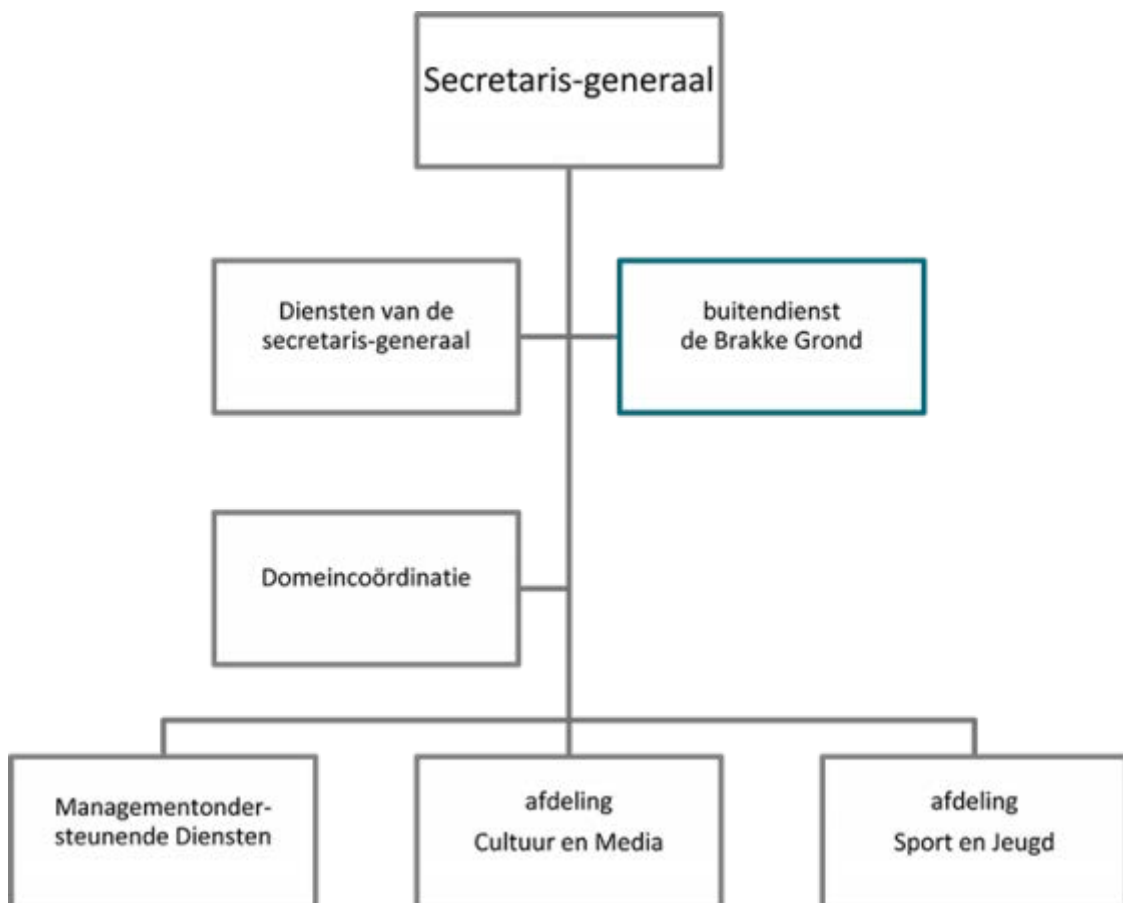 Secretaris-generaal
Diensten van de
secretaris-generaal
buitendienst
de Brakke Grond
Domeincoördinatie
Managementonder-
steunende Diensten
afdeling
Cultuur en Media
afdeling
Sport en Jeugd